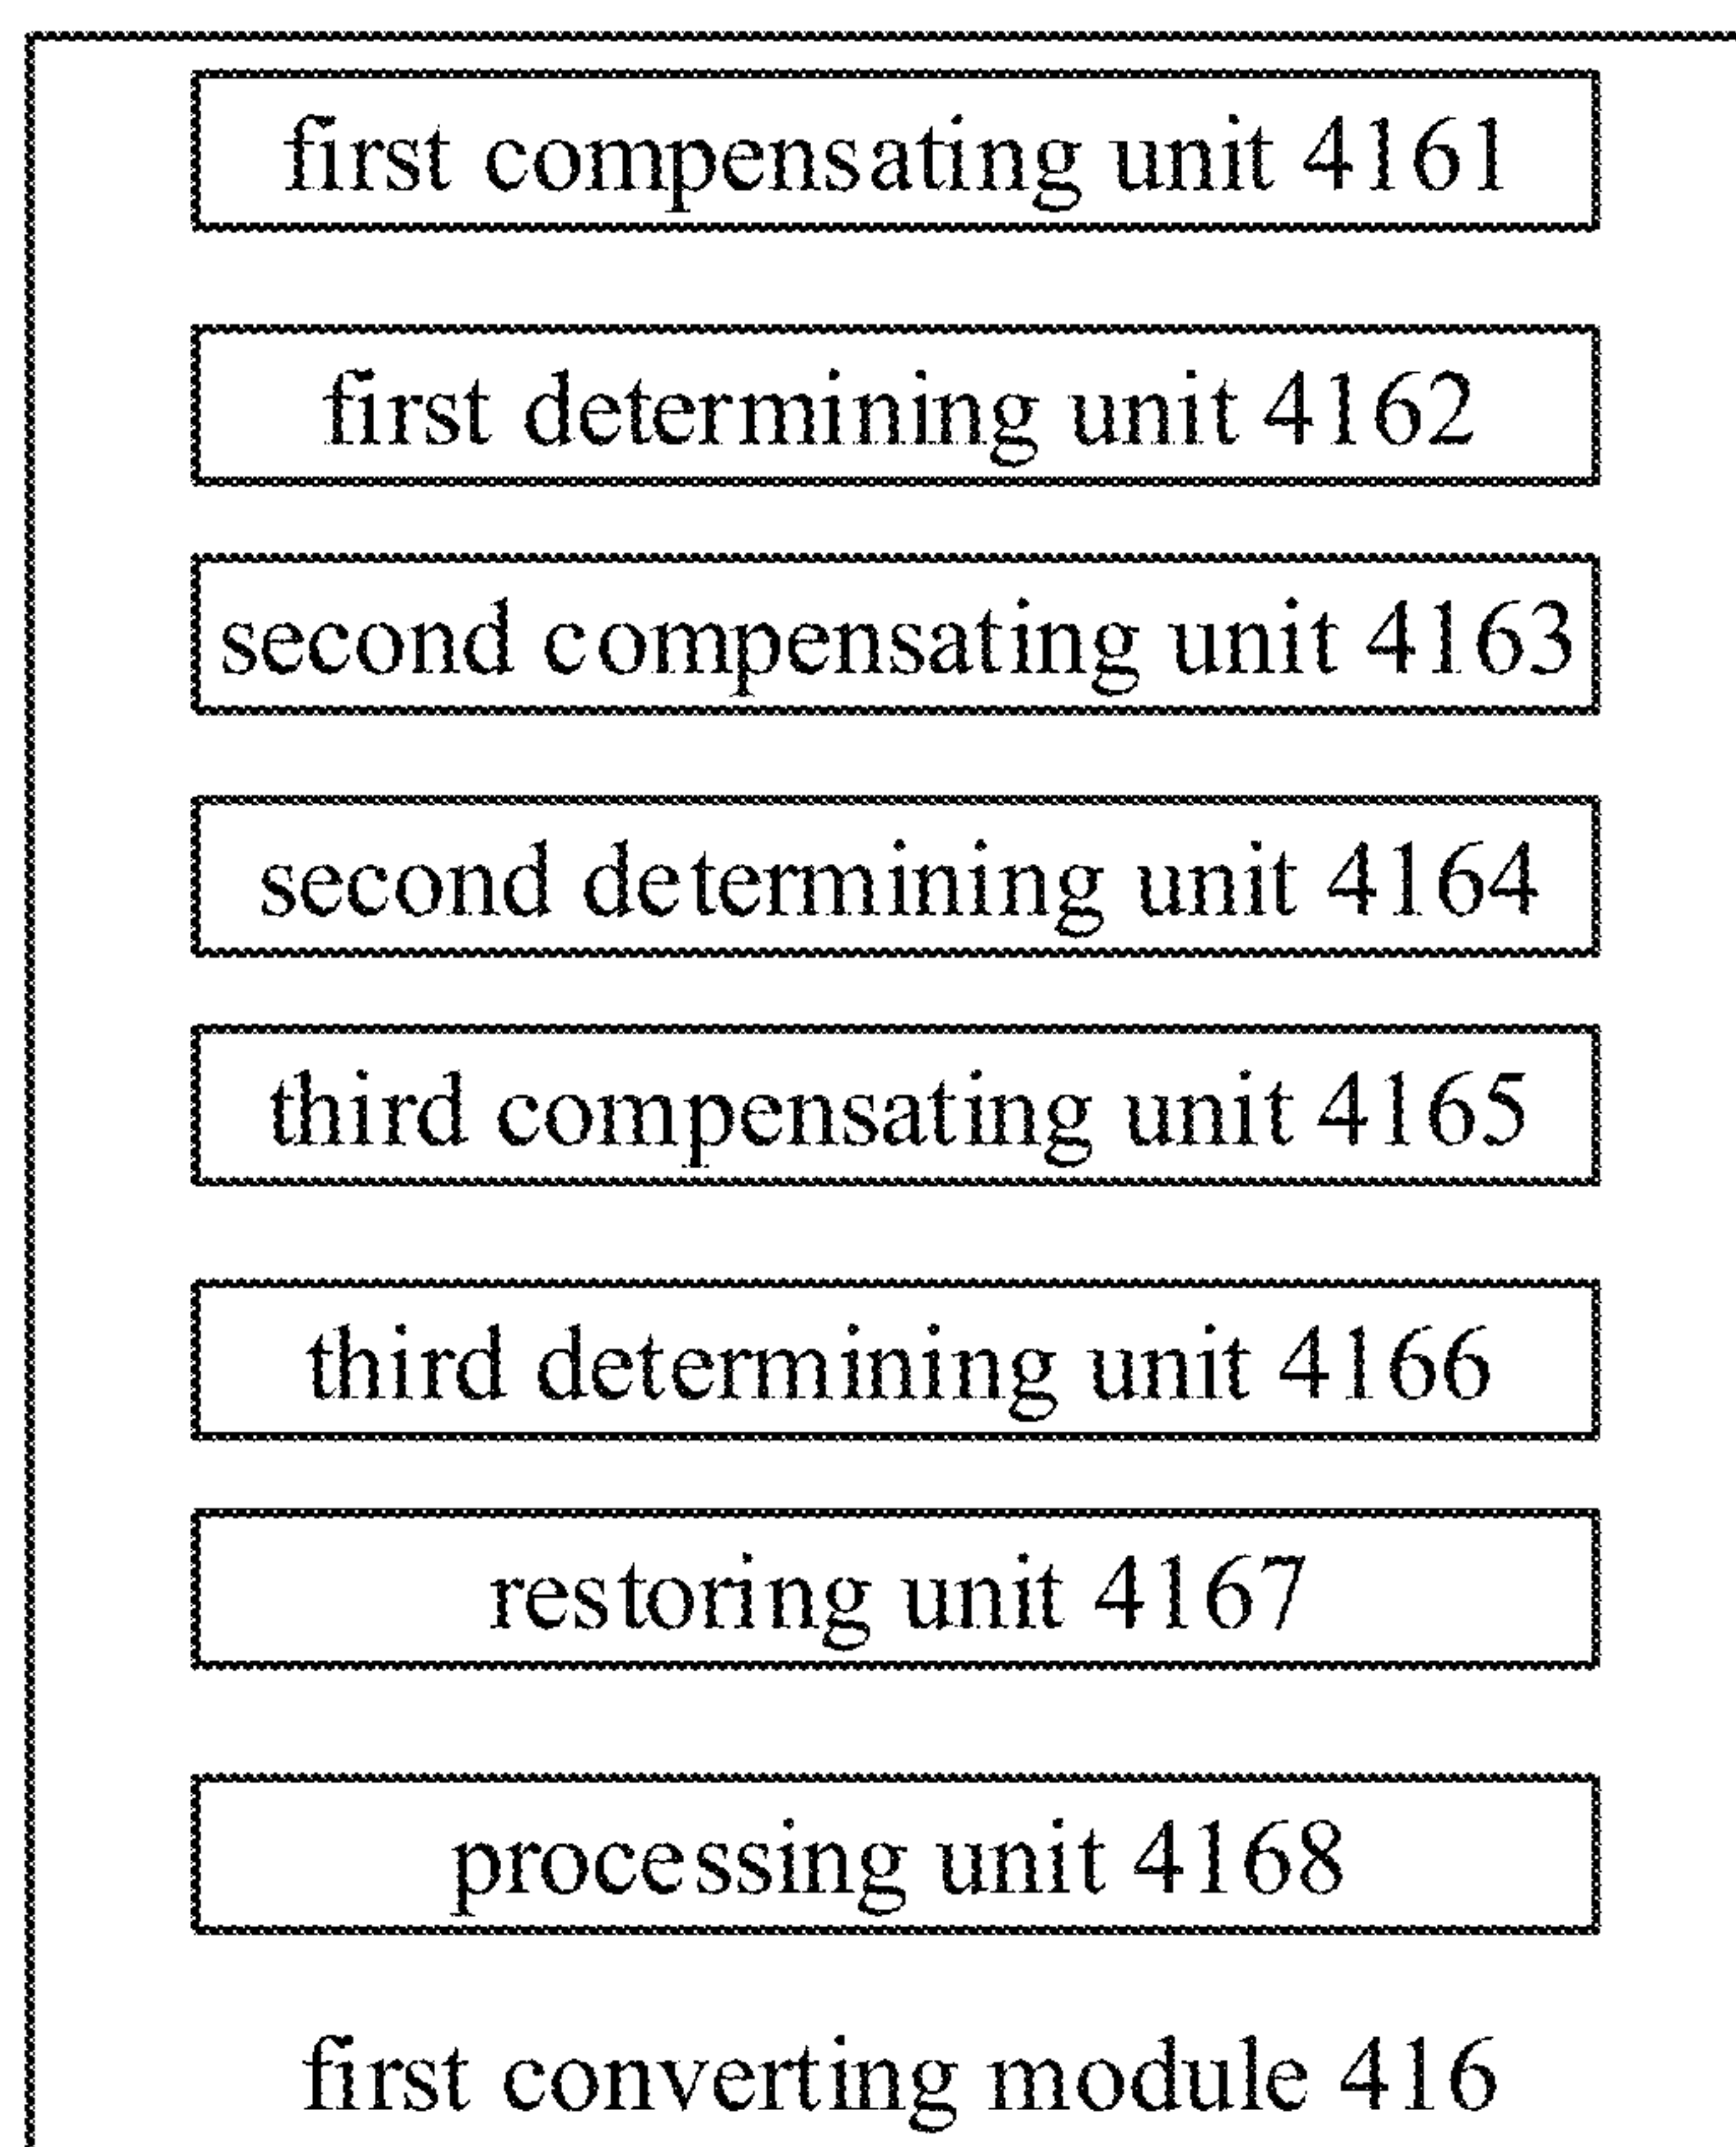 first compensating unit 4161
first determining unit 4162
second compensating unit 4163
second determining unit 4164
third compensating unit 4165
third determining unit 4166
restoring unit 4167
processing unit 4168
first converting module 416